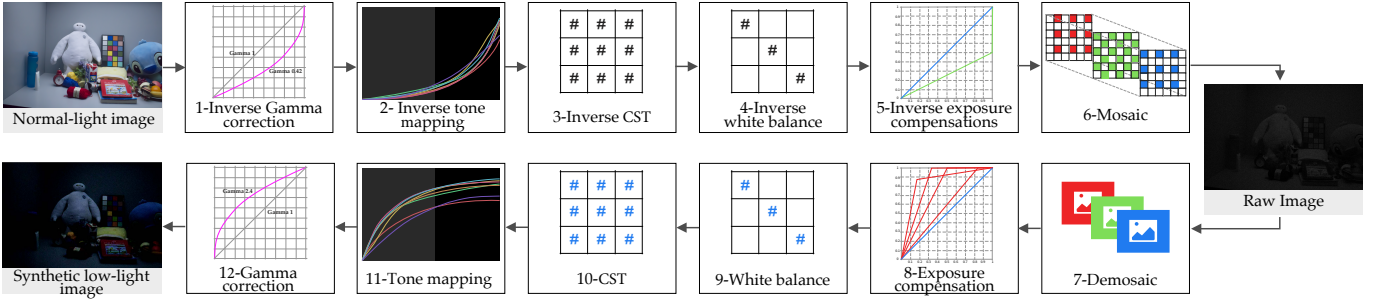 Normal-light image
Gamma 1
Gamma 0.42
1-Inverse Gamma
correction
2- Inverse tone
mapping
# # #
# # #
# # #
3-Inverse CST
#
#
#
4-Inverse
white balance
5-Inverse exposure
compensations
6-Mosaic
Raw Image
7-Demosaic
8-Exposure
compensation
#
#
#
9-White balance
# # #
# # #
# # #
10-CST
11-Tone mapping
Gamma 2.4
Gamma 1
12-Gamma
correction
Synthetic low-light
image